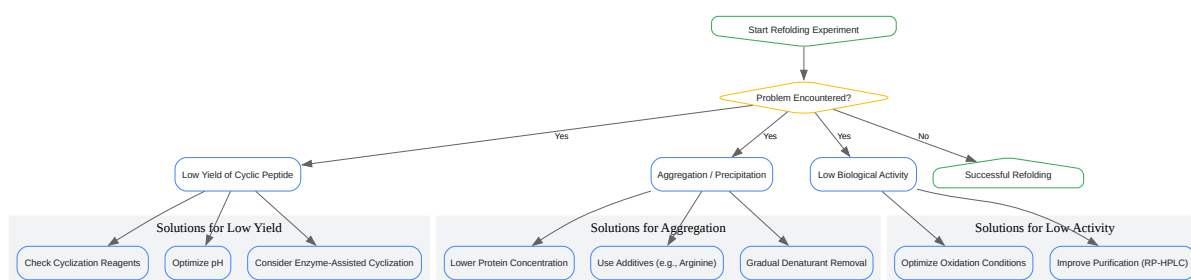 Start Refolding Experiment
Problem Encountered?
Yes
Yes
Yes
No
Low Yield of Cyclic Peptide
Aggregation / Precipitation
Low Biological Activity
Successful Refolding
Solutions for Low Yield
Solutions for Aggregation
Solutions for Low Activity
Check Cyclization Reagents
Optimize pH
Consider Enzyme-Assisted Cyclization
Lower Protein Concentration
Use Additives (e.g., Arginine)
Gradual Denaturant Removal
Optimize Oxidation Conditions
Improve Purification (RP-HPLC)